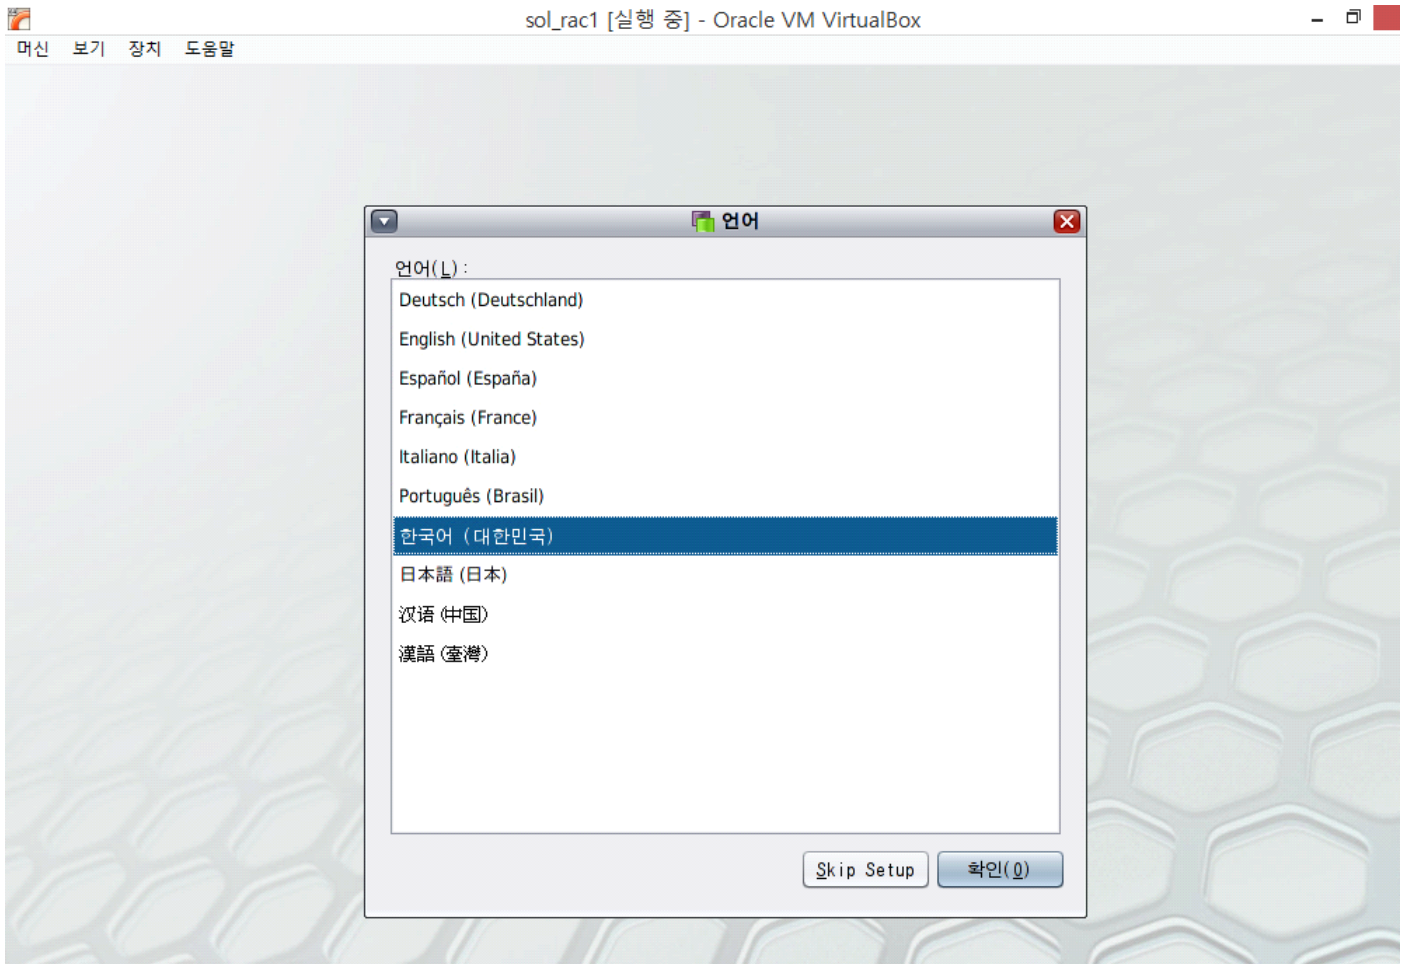 sol_rac1 [실행 중] - Oracle VM VirtualBox
머신 보기 장치 도움말
언어
언어(L) :
Deutsch (Deutschland)
English (United States)
Español (España)
Français (France)
Italiano (Italia)
Português (Brasil)
한국어 (대한민국)
日本語 (日本)
汉语 (中国)
漢語 (臺灣)
Skip Setup 확인(O)